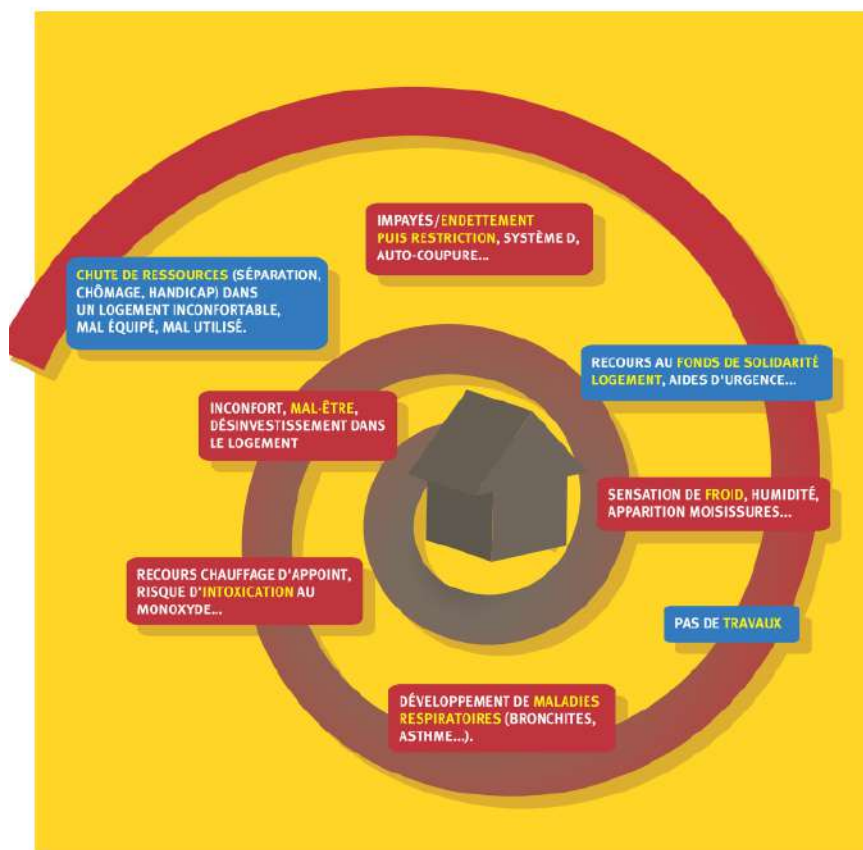 IMPAYÉS/ENDETTEMENT
PUIS RESTRICTION, SYSTÈME D,
AUTO-COUPURE...
CHUTE DE RESSOURCES (SÉPARATION,
CHÔMAGE, HANDICAP) DANS
UN LOGEMENT INCONFORTABLE,
MAL ÉQUIPÉ, MAL UTILISÉ.
RECOURS AU FONDS DE SOLIDARITÉ
LOGEMENT, AIDES D'URGENCE...
INCONFORT, MAL-ÊTRE,
DÉSINVESTISSEMENT DANS
LE LOGEMENT
SENSATION DE FROID, HUMIDITÉ,
APPARITION MOISISSURES...
RECOURS CHAUFFAGE D'APPOINT,
RISQUE D'INTOXICATION AU
MONOXYDE...
PAS DE TRAVAUX
DÉVELOPPEMENT DE MALADIES
RESPIRATOIRES (BRONCHITES,
ASTHME...).